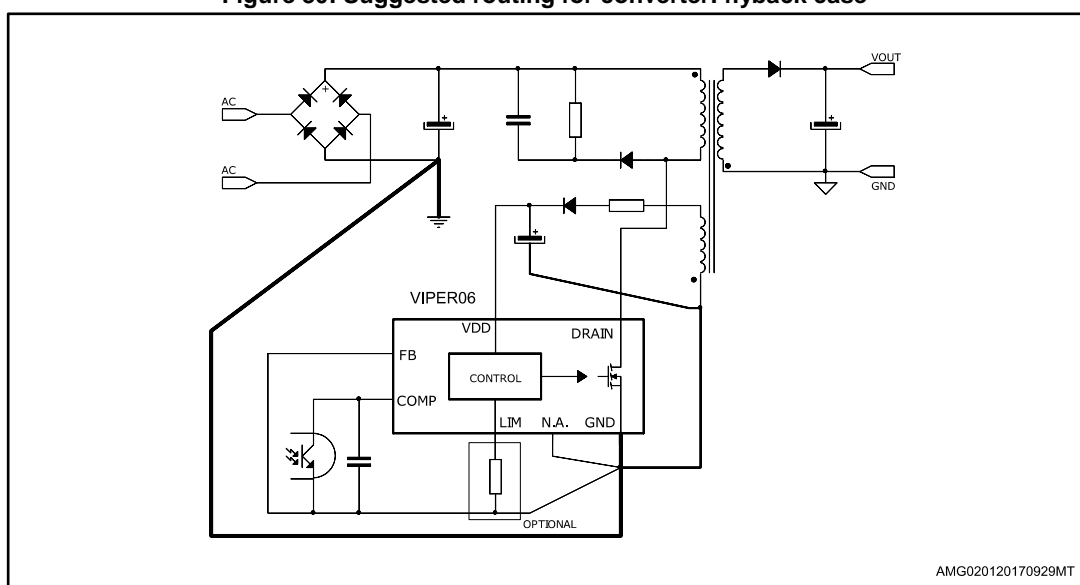 Figure 30. Suggested routing for converter: flyback case
AC
AC
+
+
+
+
VOUT
GND
VIPER06
VDD
DRAIN
FB
CONTROL
COMP
LIM
N.A.
GND
OPTIONAL
AMG020120170929MT